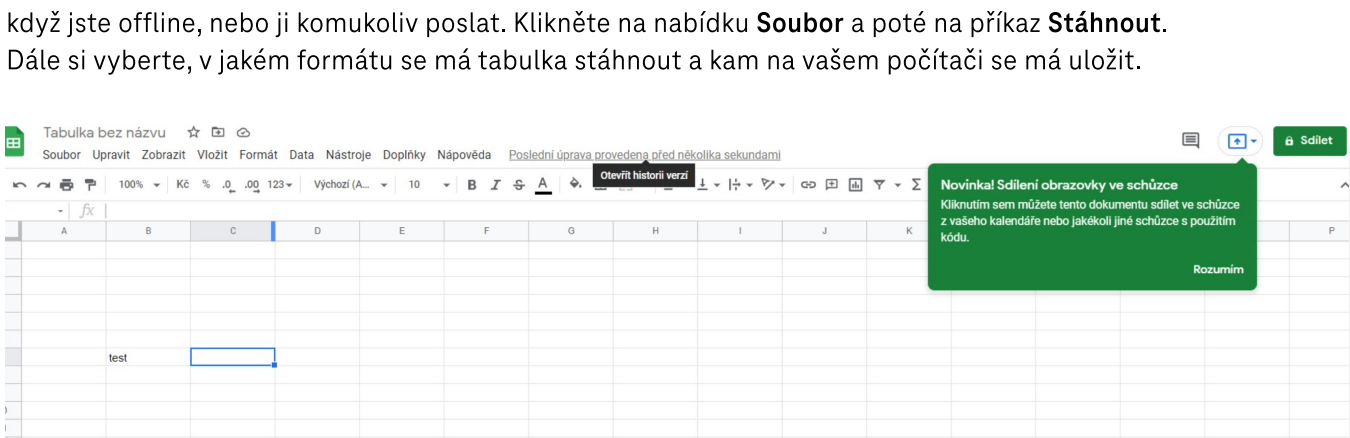 když jste offline, nebo ji komukoliv poslat. Klikněte na nabídku Soubor a poté na příkaz Stáhnout.
Dále si vyberte, v jakém formátu se má tabulka stáhnout a kam na vašem počítači se má uložit.
Tabulka bez názvu
Soubor Upravit Zobrazit Vložit Formát Data Nástroje Doplňky Nápověda Poslední úprava provedena před několika sekundami
Sdílet
Otevřít historii verzí
100% Kč % .0 .00 123 Výchozí (A... 10 B I S A Σ
fx
A B C D E F G H I J K P
Novinka! Sdílení obrazovky ve schůzce
Kliknutím sem můžete tento dokumentu sdílet ve schůzce
z vašeho kalendáře nebo jakékoli jiné schůzce s použitím
kódu.
Rozumím
test